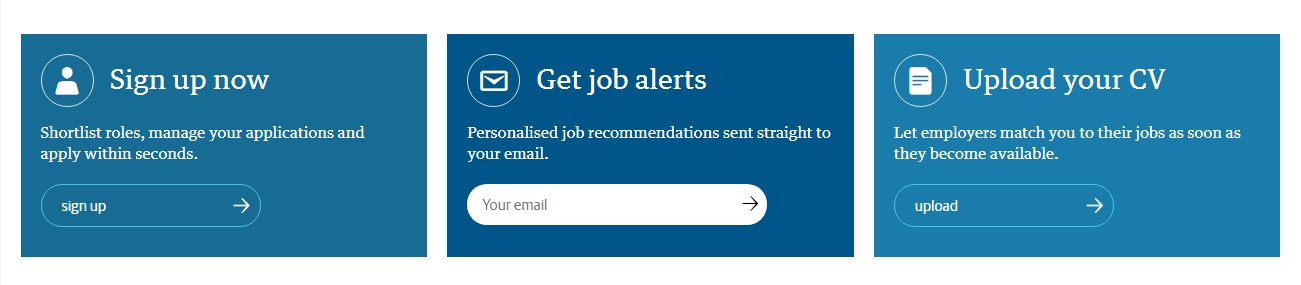 Sign up now
Shortlist roles, manage your applications and
apply within seconds.
sign up
Get job alerts
Personalised job recommendations sent straight to
your email.
Your email
Upload your CV
Let employers match you to their jobs as soon as
they become available.
upload